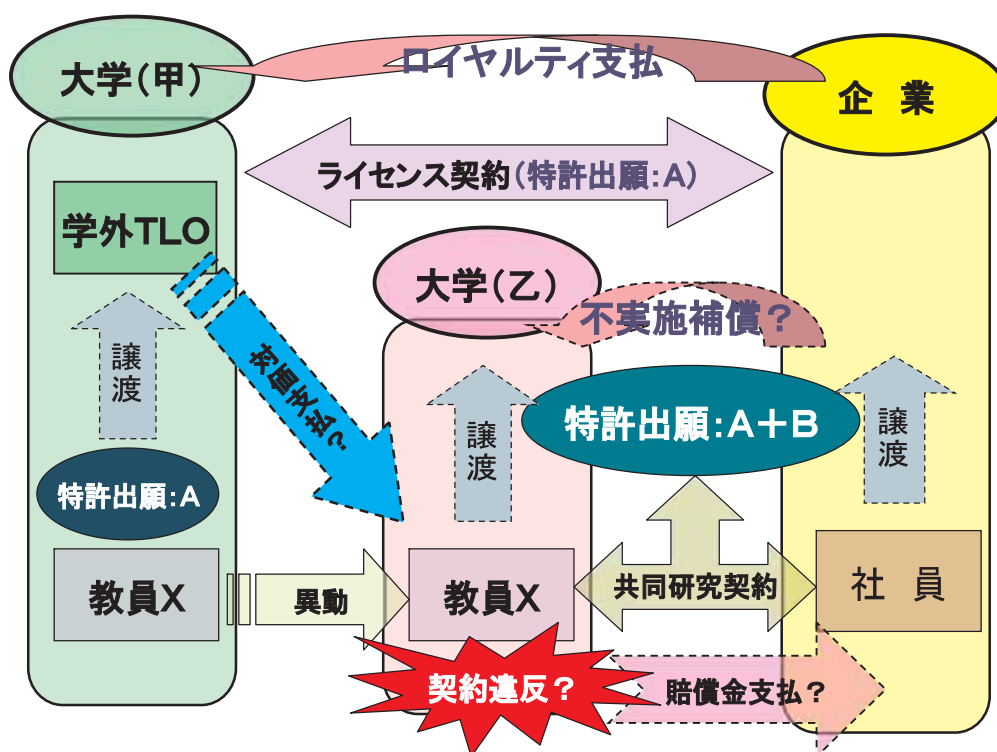 ロイヤルティ支払
大学(甲)
企　業
ライセンス契約(特許出願:A)
学外TLO
大学(乙)
不実施補償?
対価支払?
譲渡
譲渡
譲渡
特許出願:A+B
特許出願:A
教員X
異動
教員X
共同研究契約
社　員
契約違反?
賠償金支払?